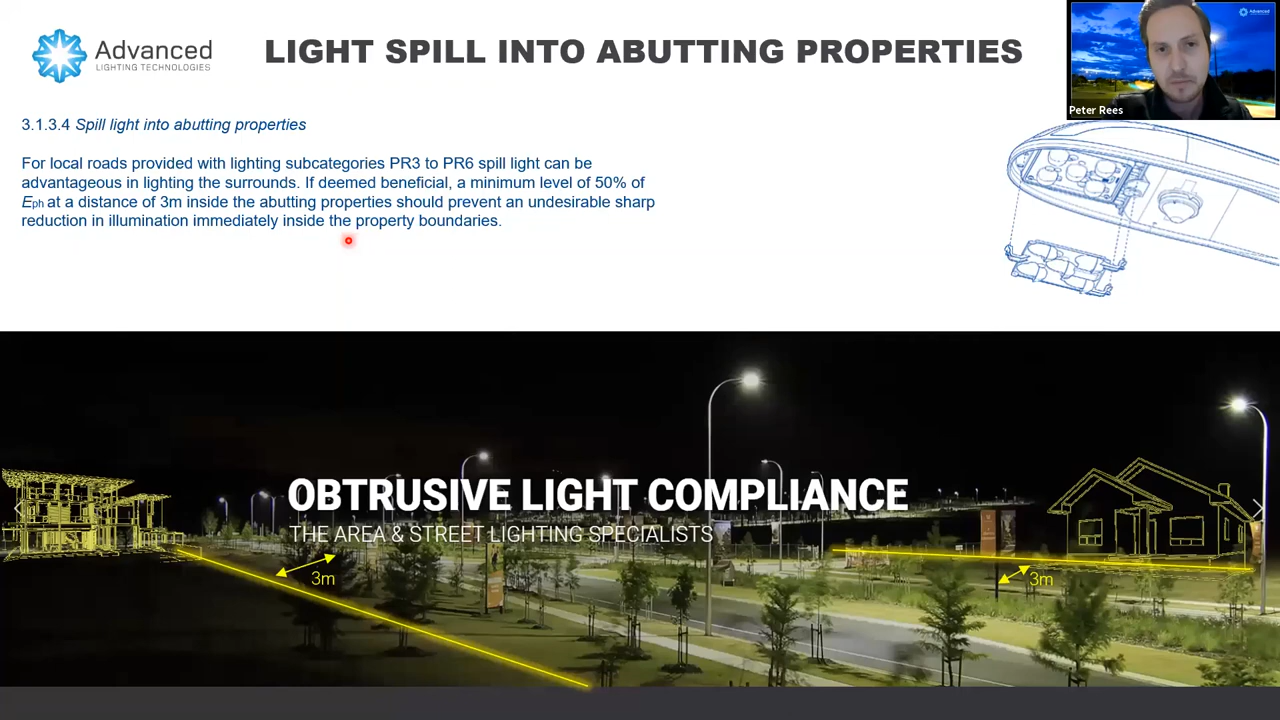 Advanced
LIGHTING TECHNOLOGIES
LIGHT SPILL INTO ABUTTING PROPERTIES
Advanced
Peter Rees
3.1.3.4 Spill light into abutting properties
For local roads provided with lighting subcategories PR3 to PR6 spill light can be
advantageous in lighting the surrounds. If deemed beneficial, a minimum level of 50% of
Eph at a distance of 3m inside the abutting properties should prevent an undesirable sharp
reduction in illumination immediately inside the property boundaries.
OBTRUSIVE LIGHT COMPLIANCE
THE AREA & STREET LIGHTING SPECIALISTS
3m
3m